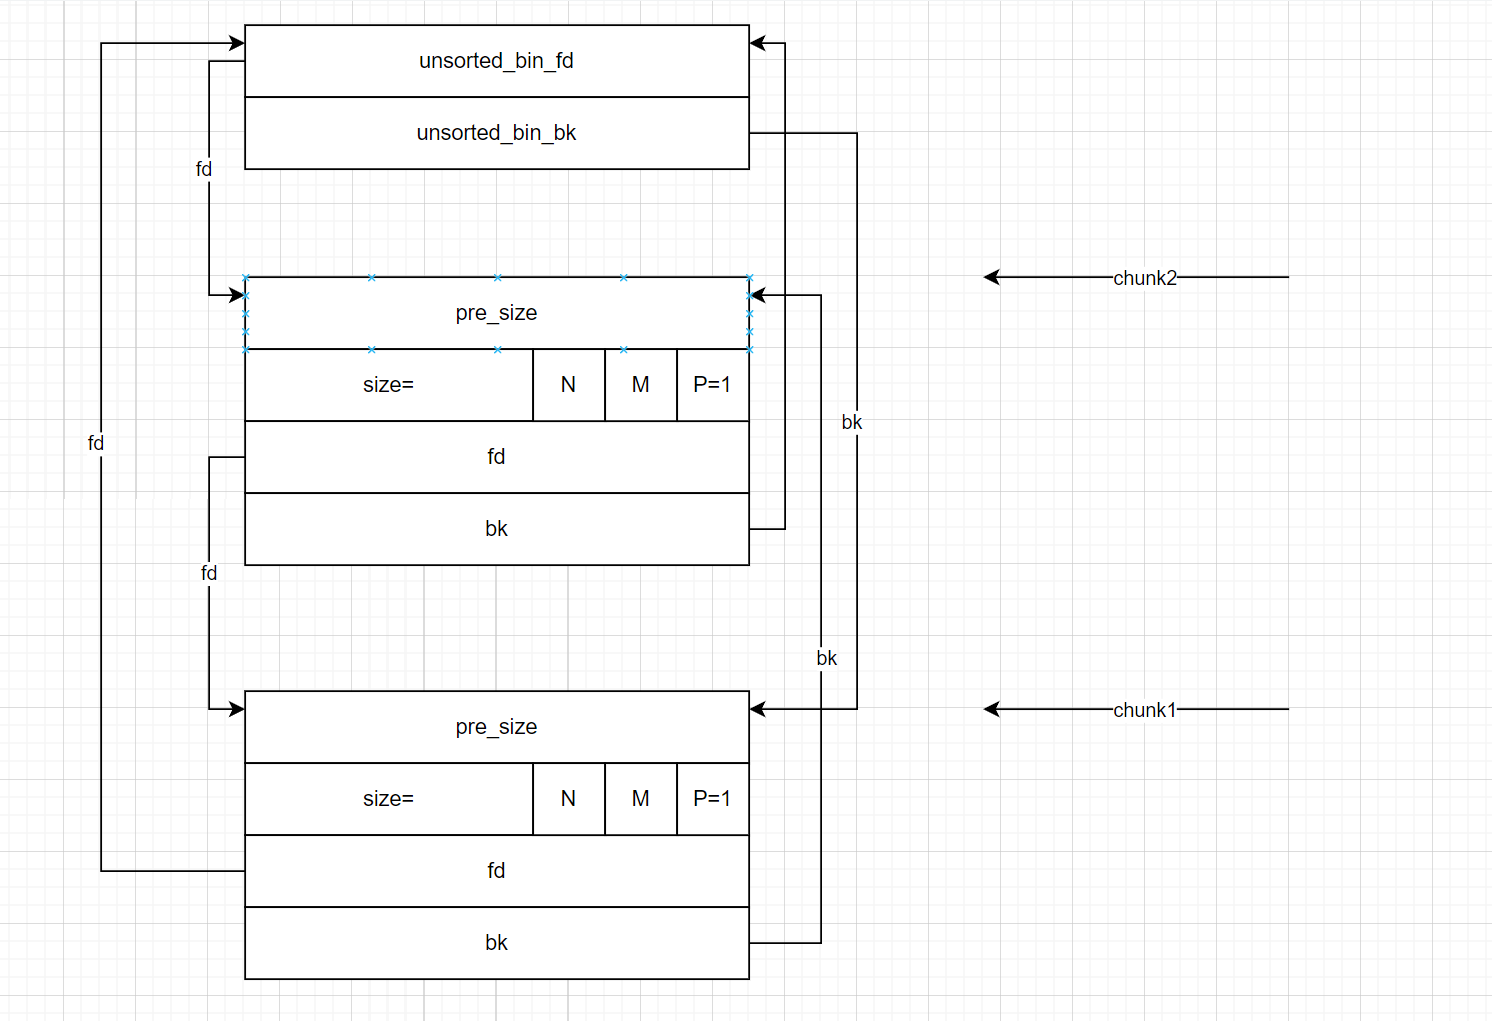 unsorted_bin_fd
unsorted_bin_bk
fd
chunk2
pre_size
size=
N
M
P=1
bk
fd
fd
bk
fd
bk
chunk1
pre_size
size=
N
M
P=1
fd
bk